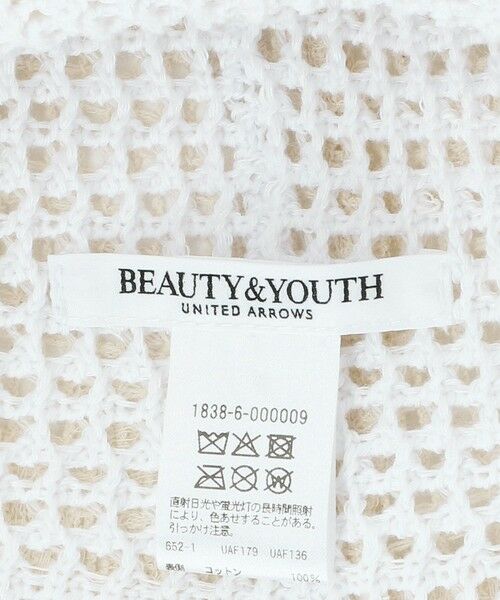 BEAUTY&YOUTH
UNITED ARROWS
1838-6-000009
直射日光や蛍光灯の長時間照射
により、色あせすることがある。
引っかけ注意。
652-1 UAF179 UAF136
コットン 100%